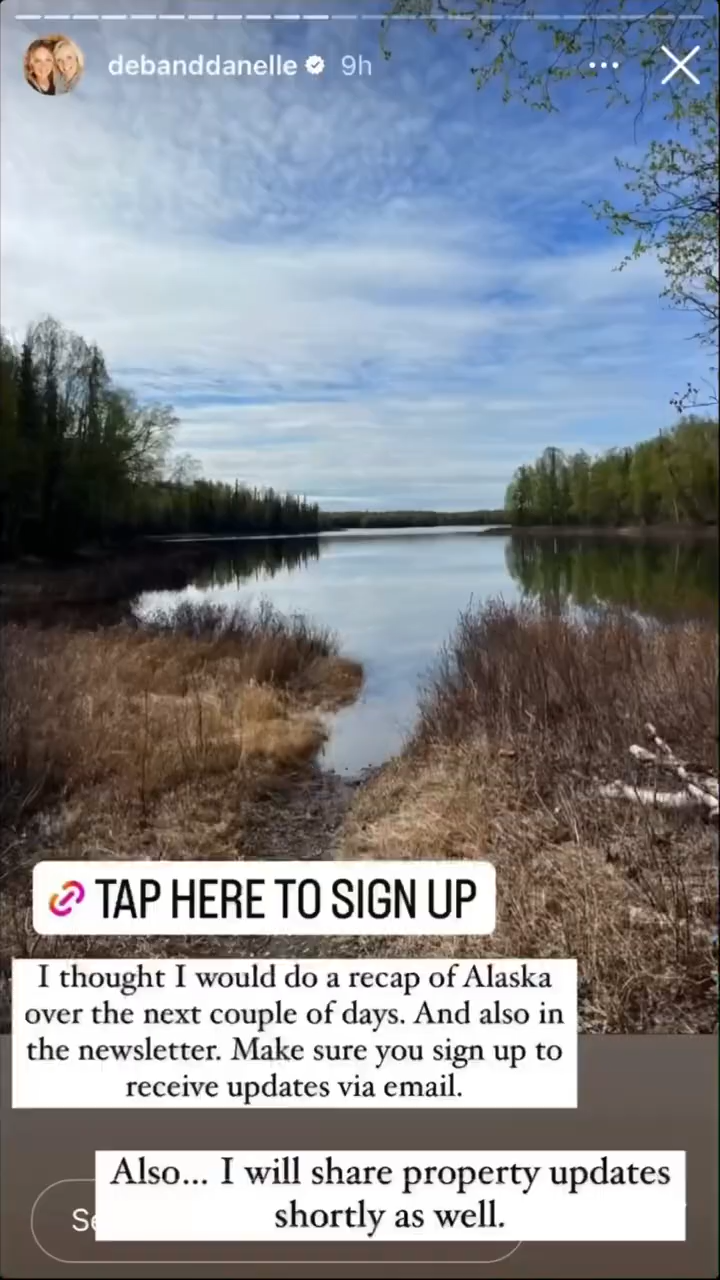 debanddanelle 9h
TAP HERE TO SIGN UP
I thought I would do a recap of Alaska
over the next couple of days. And also in
the newsletter. Make sure you sign up to
receive updates via email.
Also... I will share property updates
shortly as well.